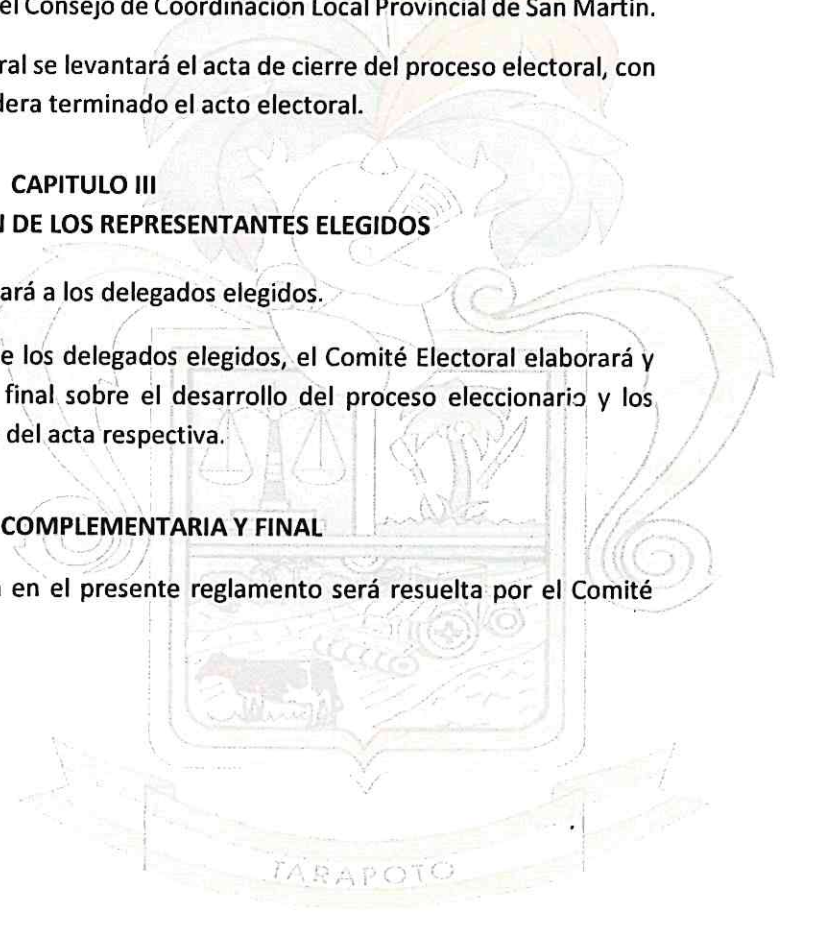 el Consejo de Coordinación Local Provincial de San Martín.
ral se levantará el acta de cierre del proceso electoral, con
dera terminado el acto electoral.
CAPITULO III
N DE LOS REPRESENTANTES ELEGIDOS
ará a los delegados elegidos.
e los delegados elegidos, el Comité Electoral elaborará y
final sobre el desarrollo del proceso eleccionario y los
del acta respectiva.
COMPLEMENTARIA Y FINAL
en el presente reglamento será resuelta por el Comité
TARAPOTO